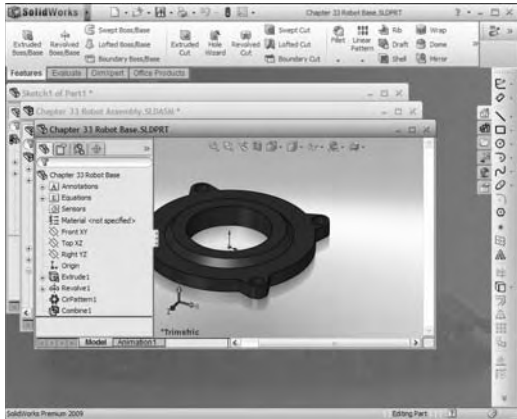 SolidWorks
Chapter 33 Robot Base.SLDPRT
Extruded Boss/Base
Revolved Boss/Base
Swept Boss/Base
Lofted Boss/Base
Boundary Boss/Base
Extruded Cut
Hole Wizard
Revolved Cut
Swept Cut
Lofted Cut
Boundary Cut
Fillet
Linear Pattern
Rib
Draft
Shell
Wrap
Dome
Mirror
Features
Evaluate
DimXpert
Office Products
Sketch1 of Part1 *
Chapter 33 Robot Assembly.SLDASM *
Chapter 33 Robot Base.SLDPRT
Chapter 33 Robot Base
Annotations
Equations
Sensors
Material <not specified>
Front XY
Top XZ
Right YZ
Origin
Extrude1
Revolve1
CirPattern1
Combine1
*Trimetric
Model
Animation1
SolidWorks Premium 2009
Editing Part